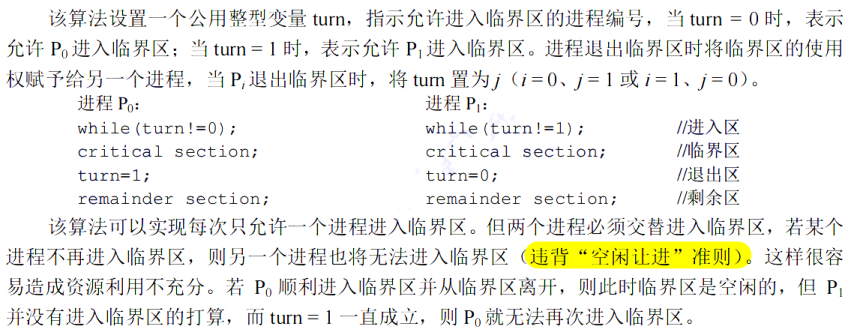 该算法设置一个公用整型变量 turn，指示允许进入临界区的进程编号，当 turn = 0 时，表示
允许 P0 进入临界区；当 turn = 1 时，表示允许 P1 进入临界区。进程退出临界区时将临界区的使用
权赋予给另一个进程，当 Pi 退出临界区时，将 turn 置为 j（i = 0、j = 1 或 i = 1、j = 0）。
进程 P0： 进程 P1：
while(turn!=0); while(turn!=1); //进入区
critical section; critical section; //临界区
turn=1; turn=0; //退出区
remainder section; remainder section; //剩余区
该算法可以实现每次只允许一个进程进入临界区。但两个进程必须交替进入临界区，若某个
进程不再进入临界区，则另一个进程也将无法进入临界区（违背“空闲让进”准则）。这样很容
易造成资源利用不充分。若 P0 顺利进入临界区并从临界区离开，则此时临界区是空闲的，但 P1
并没有进入临界区的打算，而 turn = 1 一直成立，则 P0 就无法再次进入临界区。